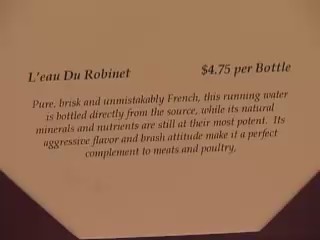 L'eau Du Robinet $4.75 per Bottle
Pure, brisk and unmistakably French, this running water
is bottled directly from the source, while its natural
minerals and nutrients are still at their most potent. Its
aggressive flavor and brash attitude make it a perfect
complement to meats and poultry,